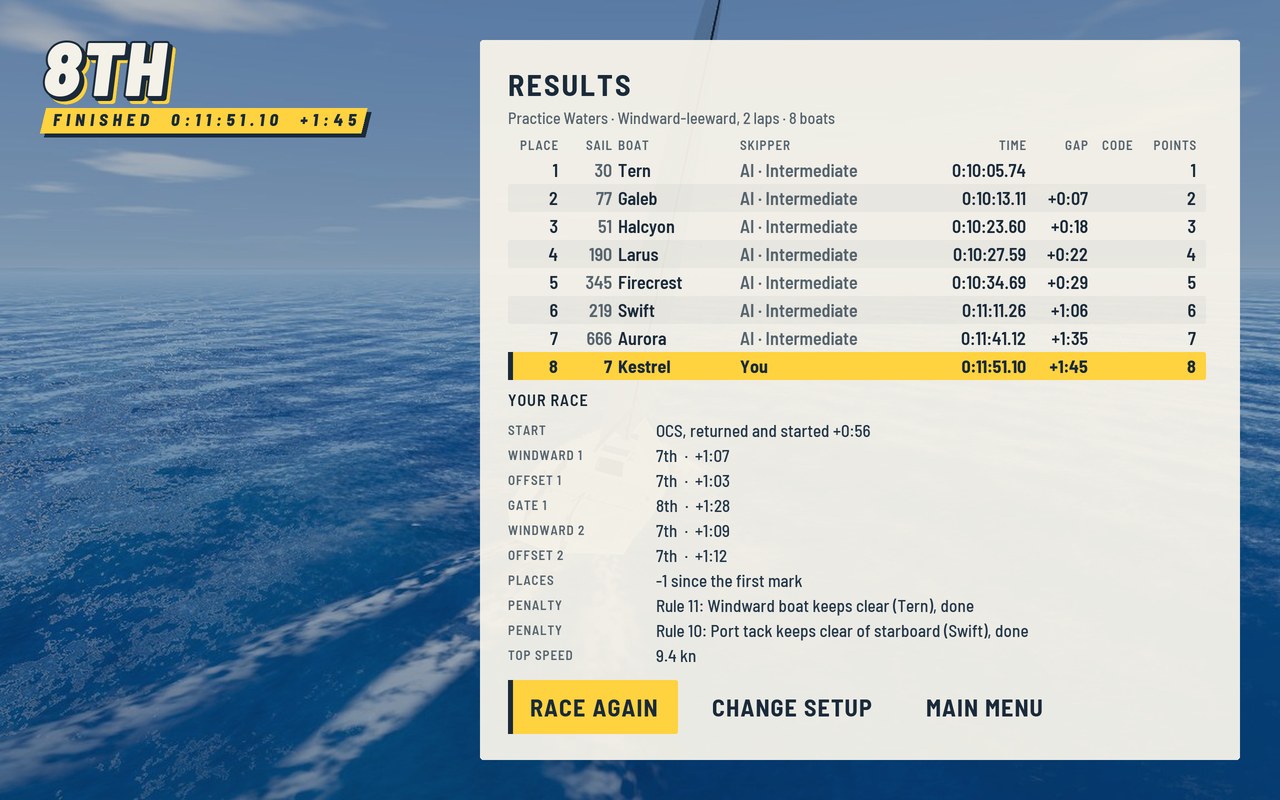 8TH
FINISHED 0:11:51.10 +1:45
RESULTS
Practice Waters · Windward-leeward, 2 laps · 8 boats
PLACE SAIL BOAT SKIPPER TIME GAP CODE POINTS
1 30 Tern AI · Intermediate 0:10:05.74 1
2 77 Galeb AI · Intermediate 0:10:13.11 +0:07 2
3 51 Halcyon AI · Intermediate 0:10:23.60 +0:18 3
4 190 Larus AI · Intermediate 0:10:27.59 +0:22 4
5 345 Firecrest AI · Intermediate 0:10:34.69 +0:29 5
6 219 Swift AI · Intermediate 0:11:11.26 +1:06 6
7 666 Aurora AI · Intermediate 0:11:41.12 +1:35 7
8 7 Kestrel You 0:11:51.10 +1:45 8
YOUR RACE
START OCS, returned and started +0:56
WINDWARD 1 7th · +1:07
OFFSET 1 7th · +1:03
GATE 1 8th · +1:28
WINDWARD 2 7th · +1:09
OFFSET 2 7th · +1:12
PLACES -1 since the first mark
PENALTY Rule 11: Windward boat keeps clear (Tern), done
PENALTY Rule 10: Port tack keeps clear of starboard (Swift), done
TOP SPEED 9.4 kn
RACE AGAIN CHANGE SETUP MAIN MENU